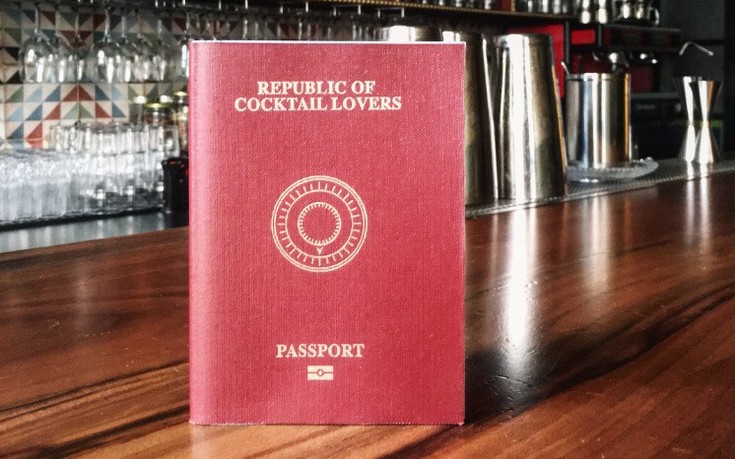 REPUBLIC OF
COCKTAIL LOVERS
PASSPORT